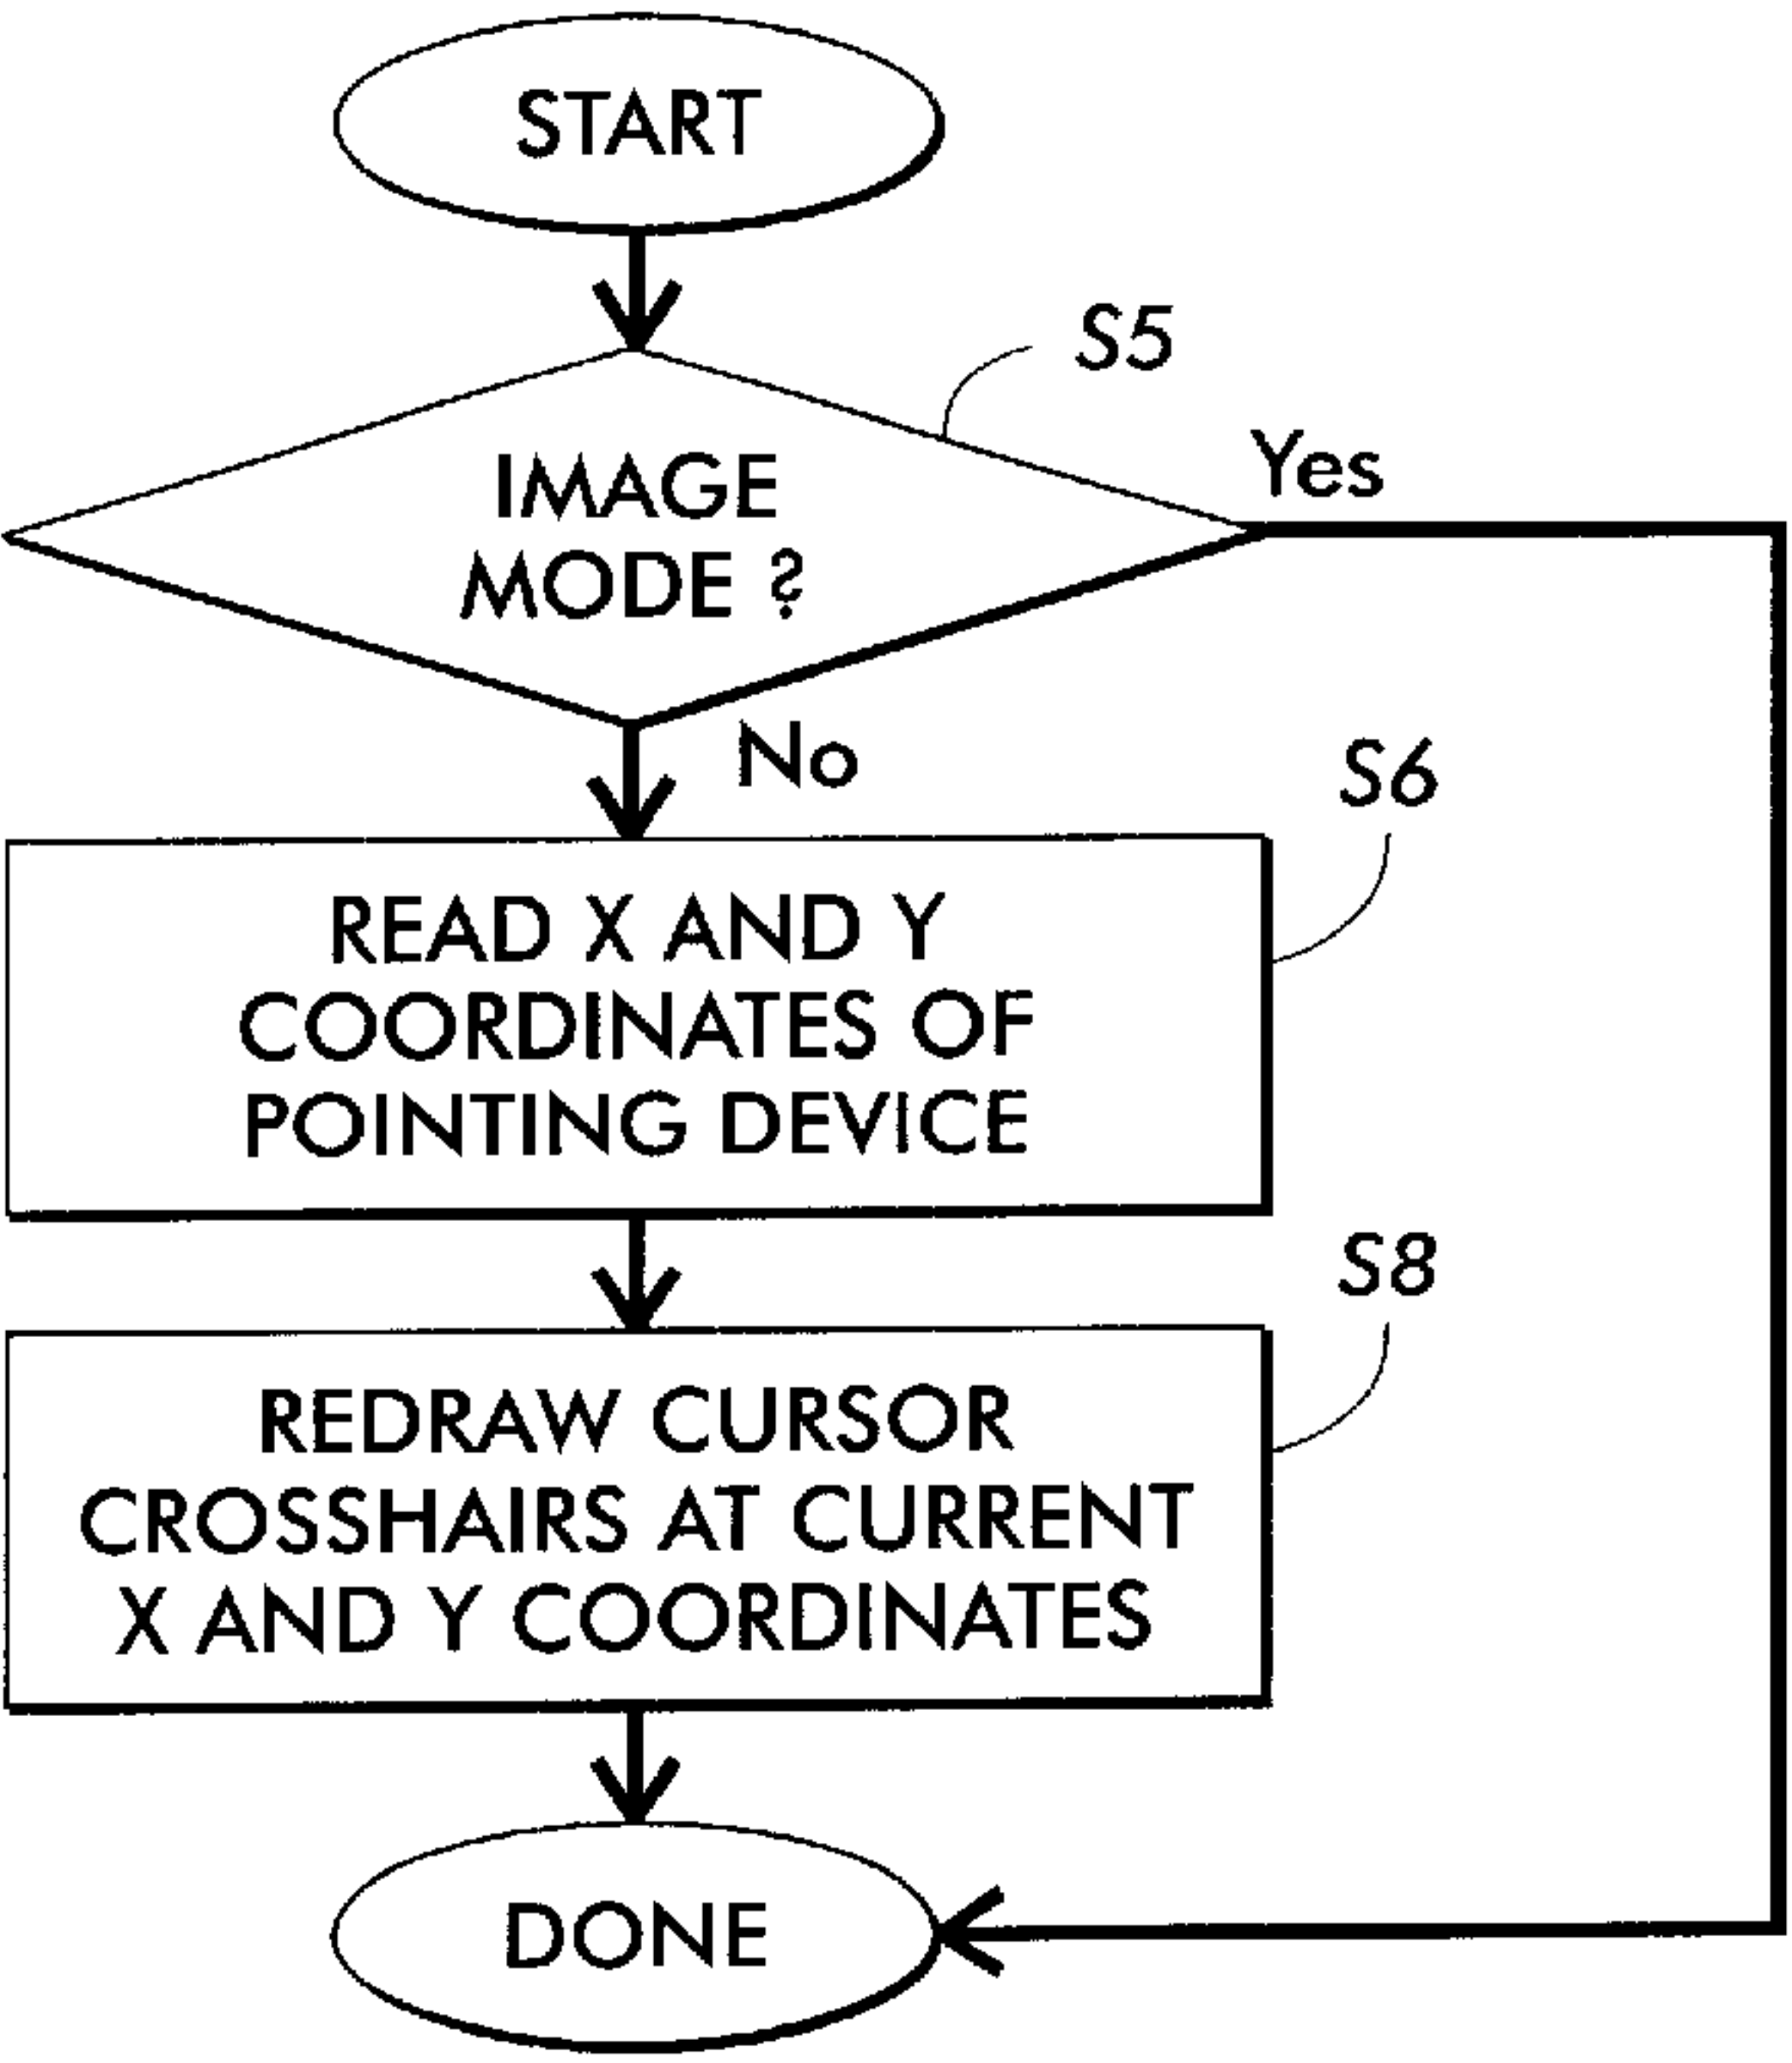 START
S5
Yes
IMAGE
MODE ?
No
S6
READ X AND Y
COORDINATES OF
POINTING DEVICE
S8
REDRAW CURSOR
CROSSHAIRS AT CURRENT
X AND Y COORDINATES
DONE